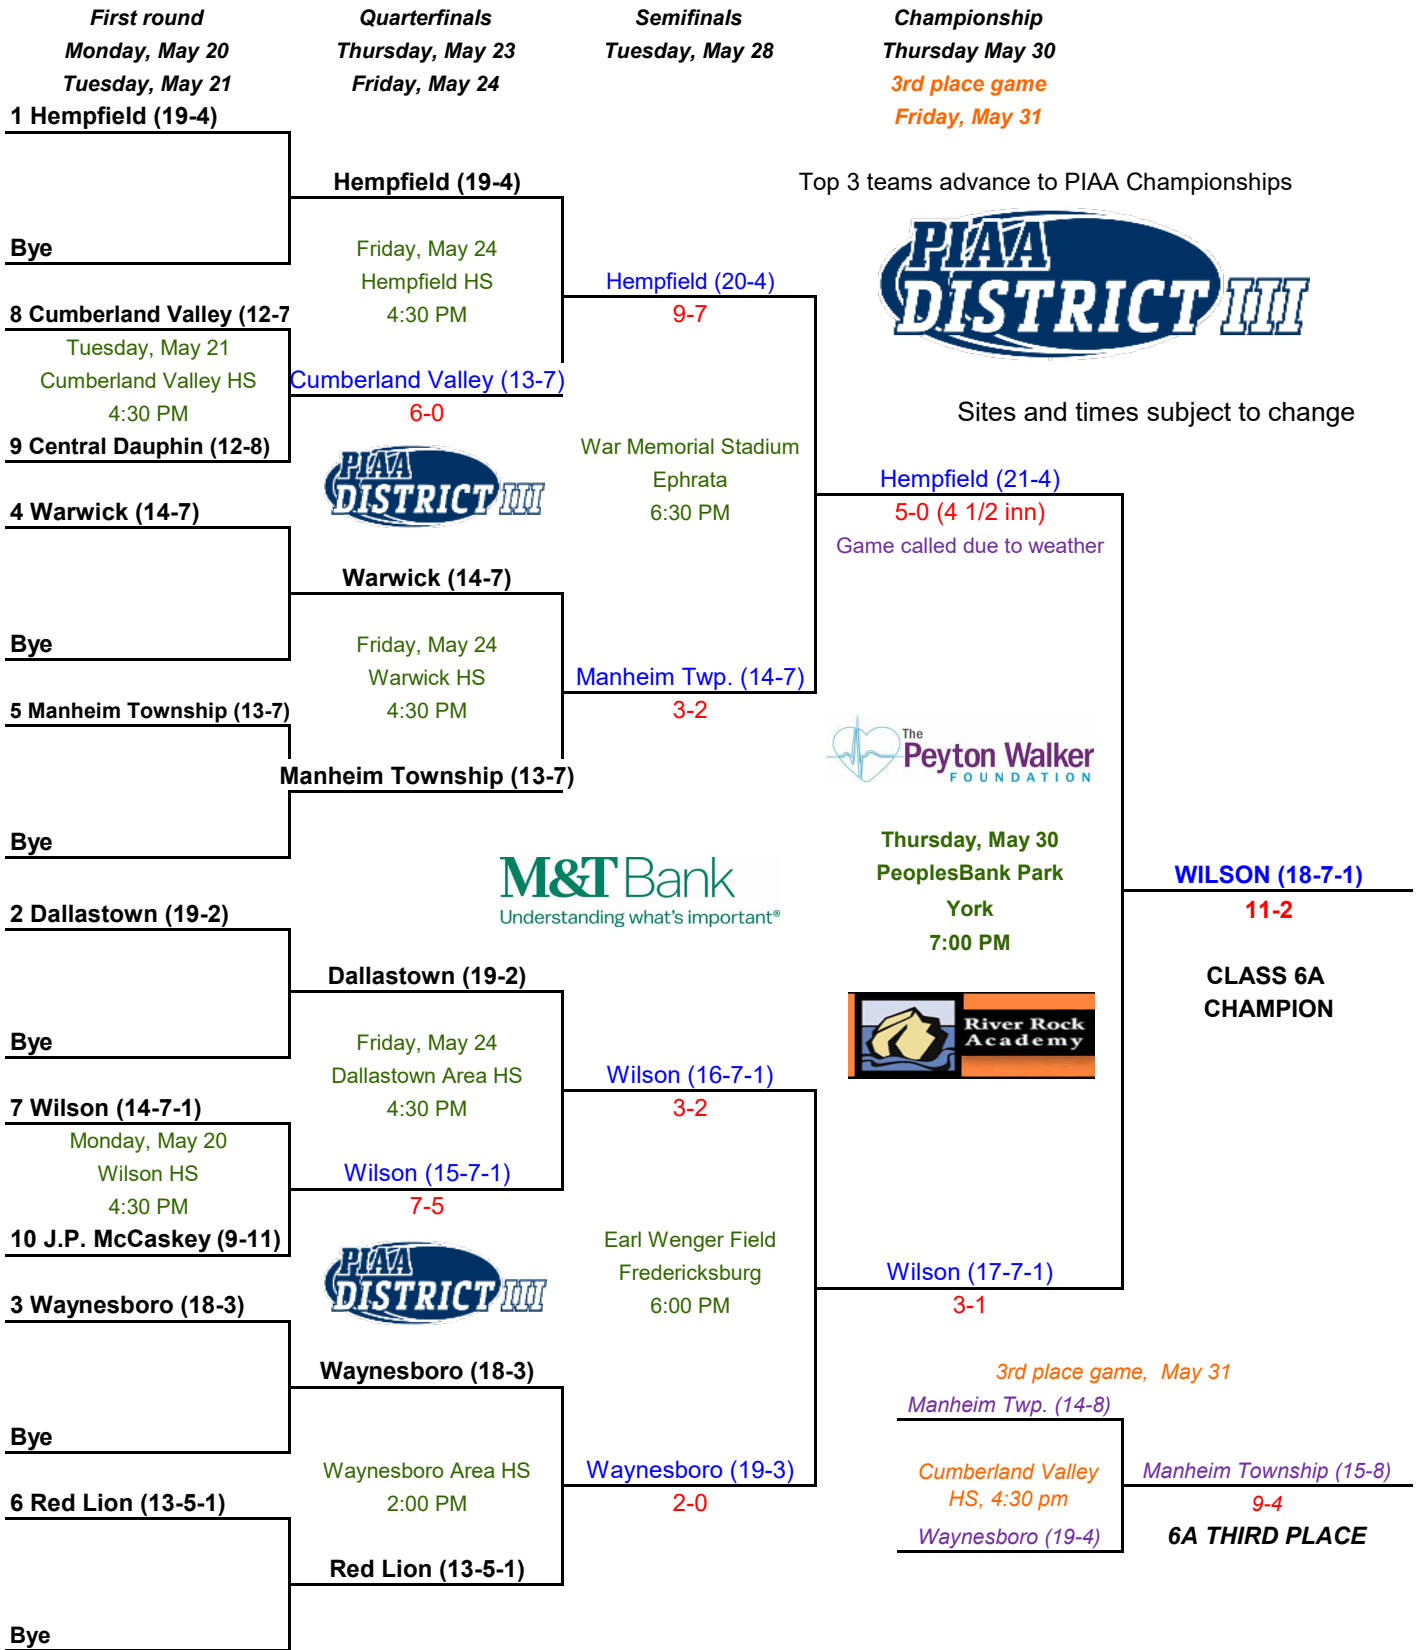 First round
Monday, May 20
Tuesday, May 21
Quarterfinals
Thursday, May 23
Friday, May 24
Semifinals
Tuesday, May 28
Championship
Thursday May 30
3rd place game
Friday, May 31
1 Hempfield (19-4)
Bye
8 Cumberland Valley (12-7
Tuesday, May 21
Cumberland Valley HS
4:30 PM
9 Central Dauphin (12-8)
4 Warwick (14-7)
Bye
5 Manheim Township (13-7)
Bye
2 Dallastown (19-2)
Bye
7 Wilson (14-7-1)
Monday, May 20
Wilson HS
4:30 PM
10 J.P. McCaskey (9-11)
3 Waynesboro (18-3)
Bye
6 Red Lion (13-5-1)
Bye
Hempfield (19-4)
Friday, May 24
Hempfield HS
4:30 PM
Cumberland Valley (13-7)
6-0
PIAA
DISTRICT III
Warwick (14-7)
Friday, May 24
Warwick HS
4:30 PM
Manheim Township (13-7)
Dallastown (19-2)
Friday, May 24
Dallastown Area HS
4:30 PM
Wilson (15-7-1)
7-5
PIAA
DISTRICT III
Waynesboro (18-3)
Waynesboro Area HS
2:00 PM
Red Lion (13-5-1)
Hempfield (20-4)
9-7
War Memorial Stadium
Ephrata
6:30 PM
Manheim Twp. (14-7)
3-2
M&T Bank
Understanding what's important®
Wilson (16-7-1)
3-2
Earl Wenger Field
Fredericksburg
6:00 PM
Waynesboro (19-3)
2-0
Top 3 teams advance to PIAA Championships
PIAA
DISTRICT III
Sites and times subject to change
Hempfield (21-4)
5-0 (4 1/2 inn)
Game called due to weather
The
Peyton Walker
FOUNDATION
Thursday, May 30
PeoplesBank Park
York
7:00 PM
River Rock
Academy
Wilson (17-7-1)
3-1
WILSON (18-7-1)
11-2
CLASS 6A
CHAMPION
3rd place game, May 31
Manheim Twp. (14-8)
Cumberland Valley
HS, 4:30 pm
Waynesboro (19-4)
Manheim Township (15-8)
9-4
6A THIRD PLACE